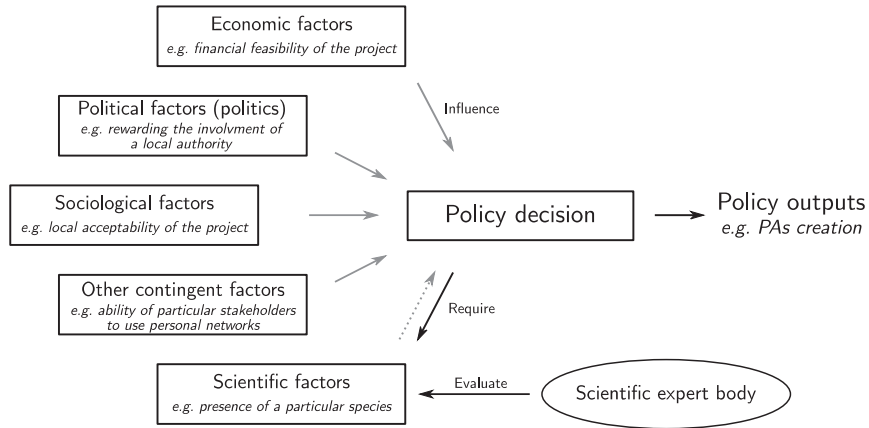 Economic factors
e.g. financial feasibility of the project
Influence
Political factors (politics)
e.g. rewarding the involvment of
a local authority
Sociological factors
e.g. local acceptability of the project
Policy decision
Policy outputs
e.g. PAs creation
Other contingent factors
e.g. ability of particular stakeholders
to use personal networks
Require
Scientific factors
e.g. presence of a particular species
Evaluate
Scientific expert body